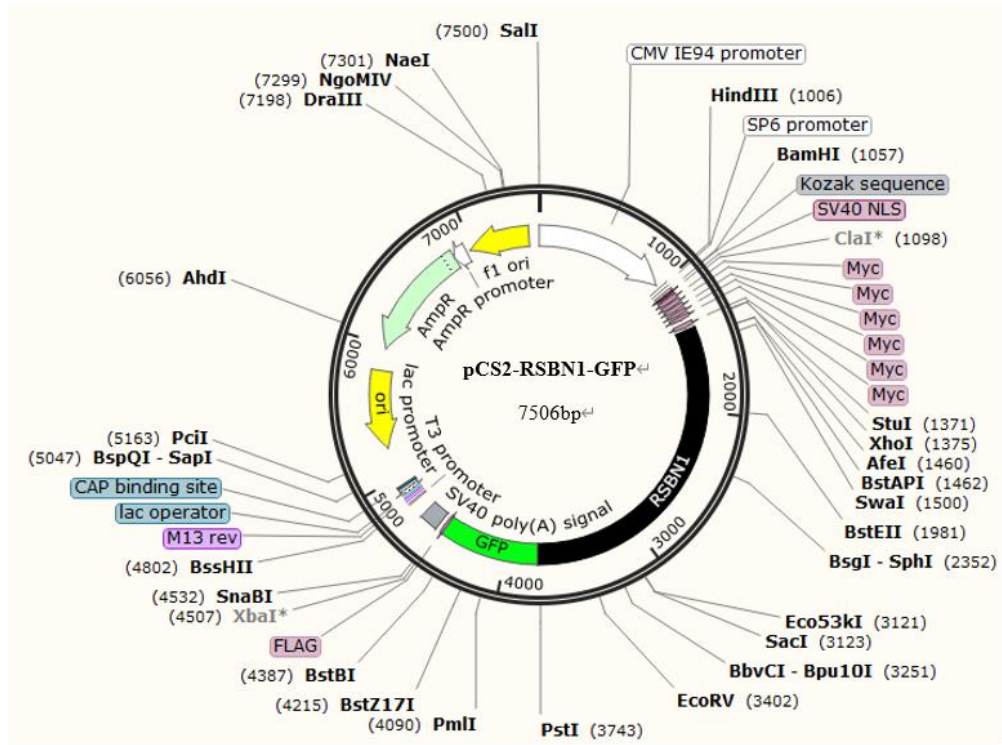 (7500) SalI
CMV IE94 promoter
(7301) NaeI
(7299) NgoMIV
(7198) DraIII
HindIII (1006)
SP6 promoter
BamHI (1057)
Kozak sequence
SV40 NLS
ClaI* (1098)
Myc
Myc
Myc
Myc
Myc
Myc
StuI (1371)
XhoI (1375)
AfeI (1460)
BstAPI (1462)
SwaI (1500)
BstEII (1981)
BsgI - SphI (2352)
Eco53kI (3121)
SacI (3123)
BbvCI - Bpu10I (3251)
EcoRV (3402)
PstI (3743)
(4090) PmlI
(4215) BstZ17I
(4387) BstBI
FLAG
(4507) XbaI*
(4532) SnaBI
(4802) BssHII
M13 rev
lac operator
CAP binding site
(5047) BspQI - SapI
(5163) PciI
(6056) AhdI
1000
2000
3000
4000
5000
6000
7000
f1 ori
AmpR promoter
AmpR
ori
lac promoter
T3 promoter
SV40 poly(A) signal
GFP
RSBN1
pCS2-RSBN1-GFP↵
7506bp↵